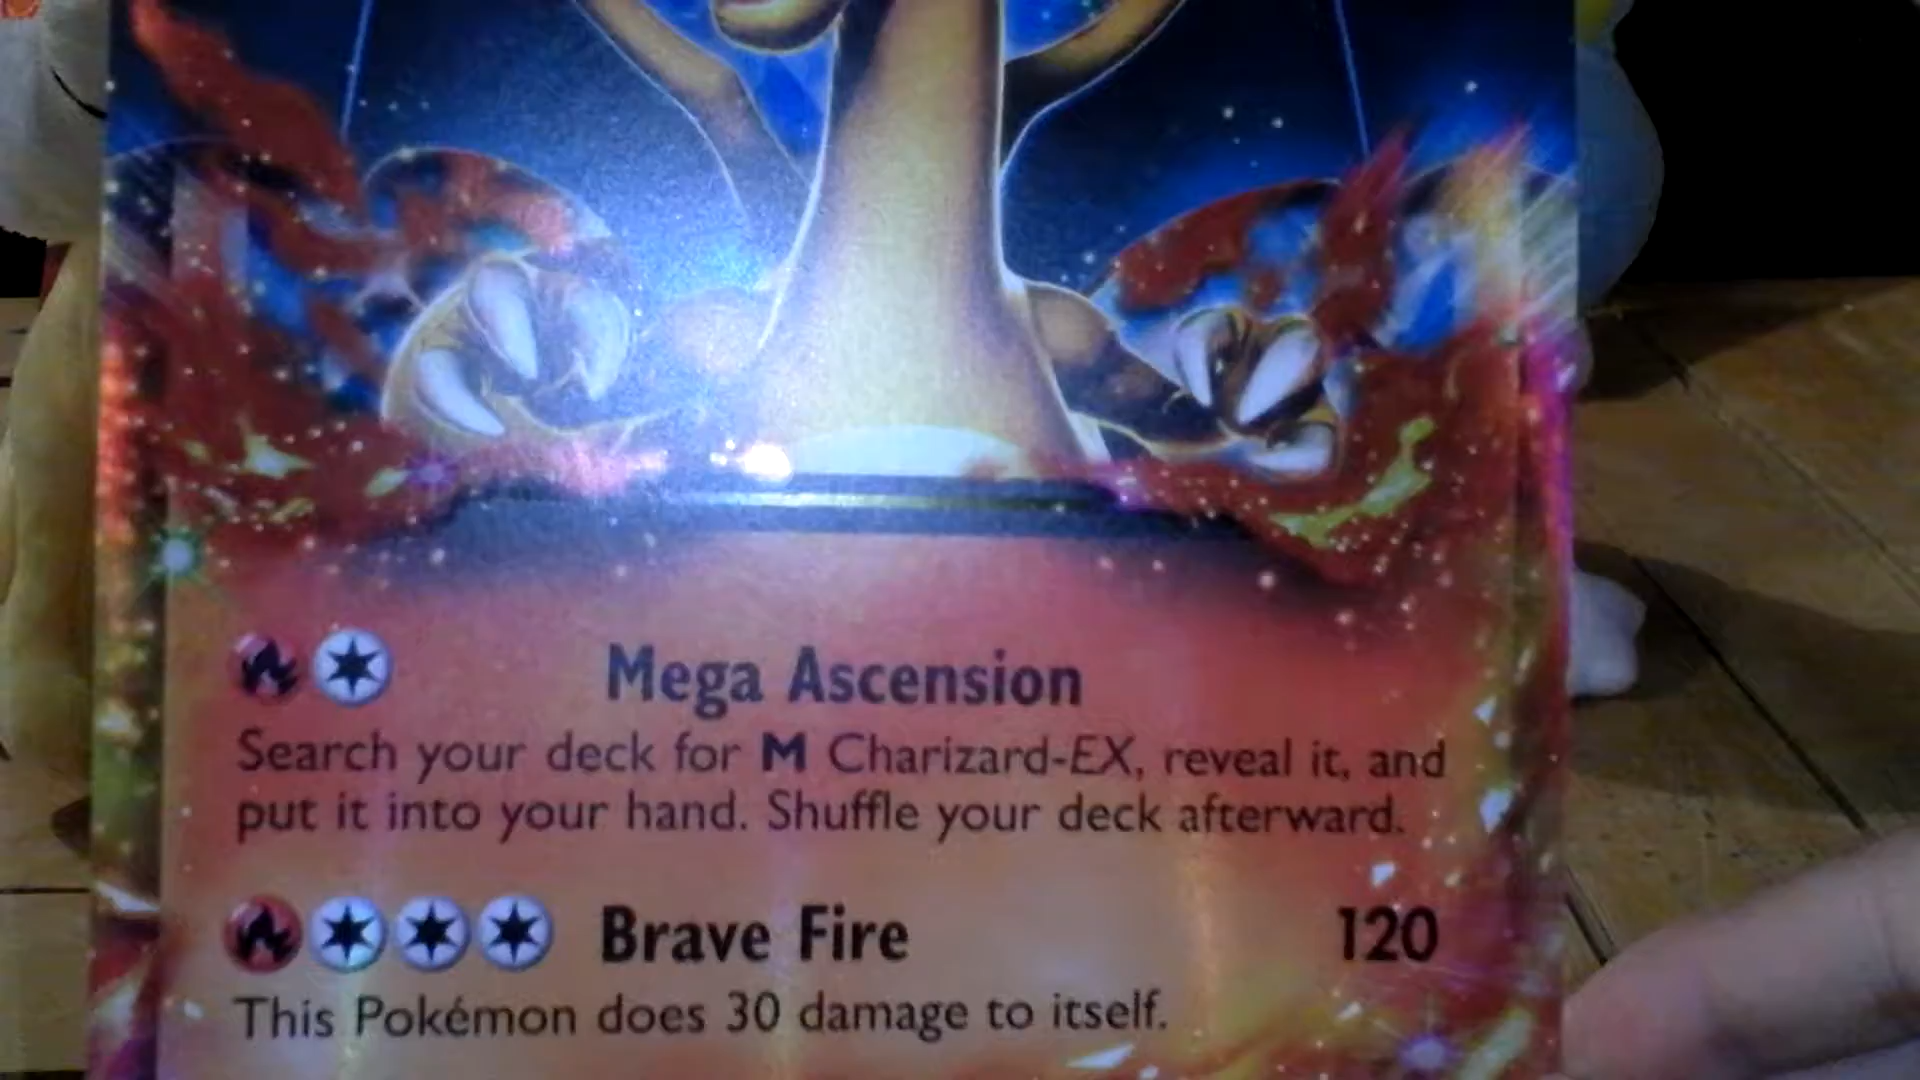 Mega Ascension
Search your deck for M Charizard-EX, reveal it, and
put it into your hand. Shuffle your deck afterward.
Brave Fire 120
This Pokémon does 30 damage to itself.